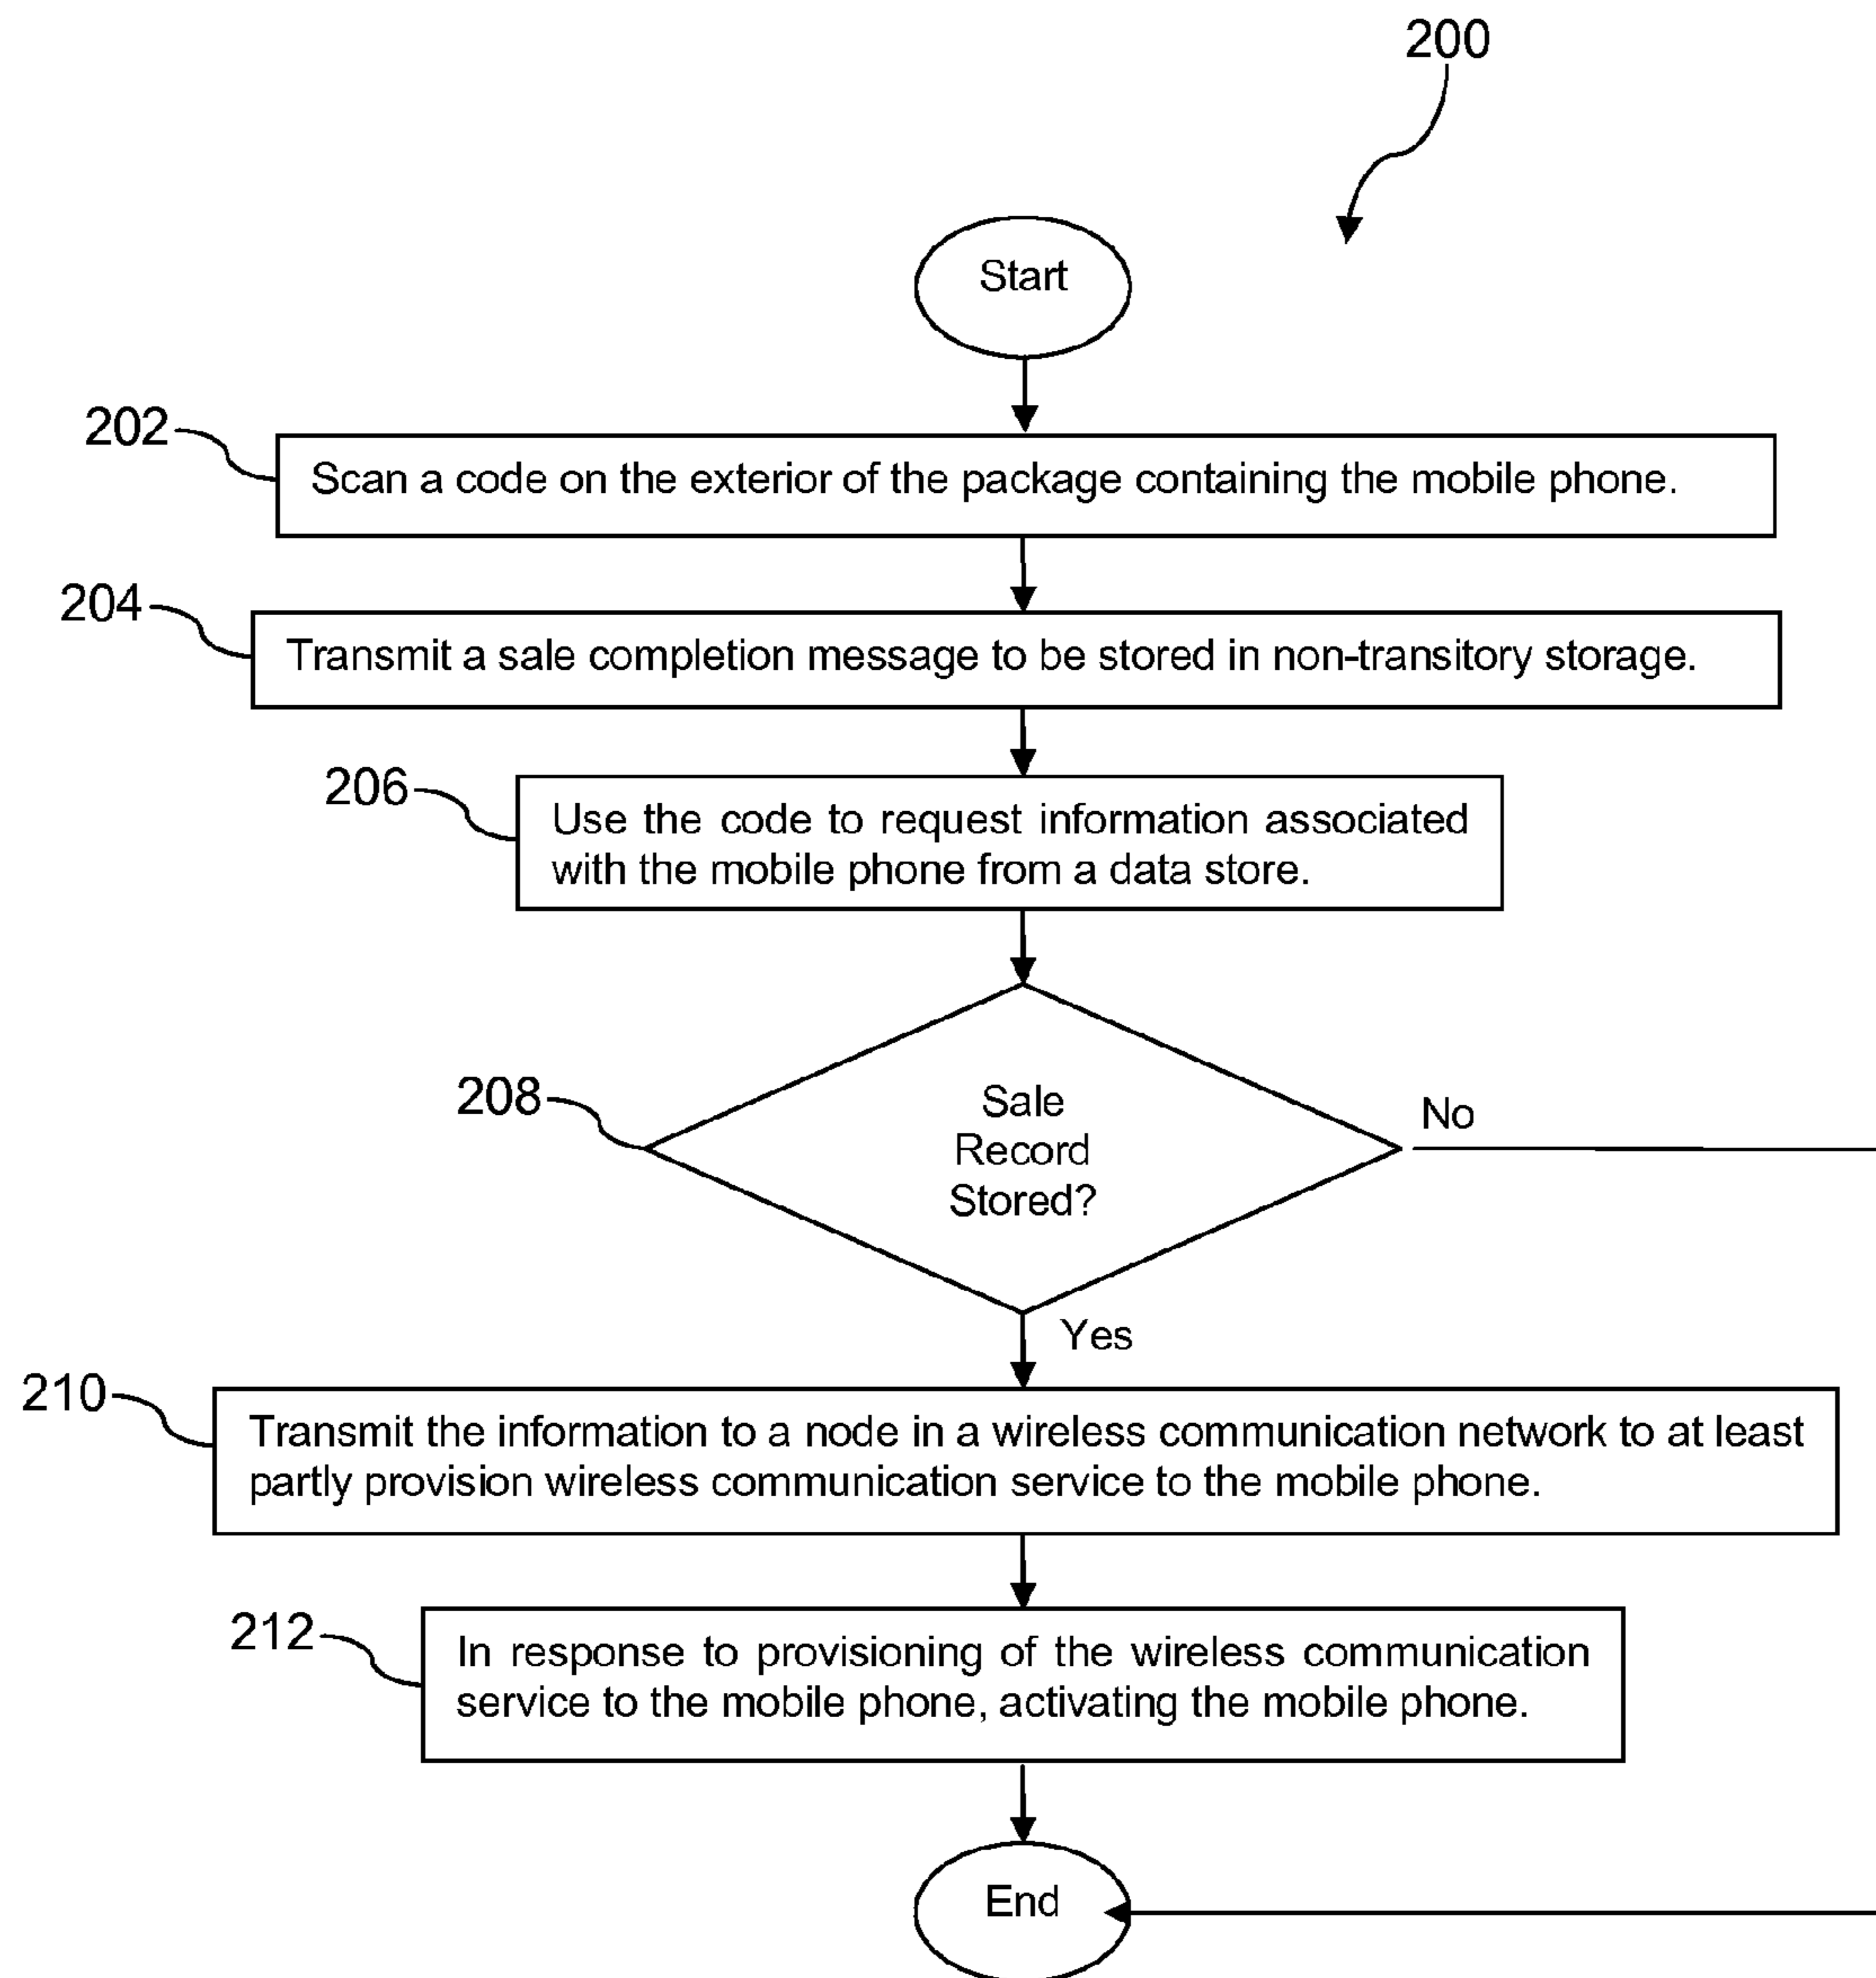 200
Start
202
Scan a code on the exterior of the package containing the mobile phone.
204
Transmit a sale completion message to be stored in non-transitory storage.
206
Use the code to request information associated
with the mobile phone from a data store.
208
Sale
Record
Stored?
No
Yes
210
Transmit the information to a node in a wireless communication network to at least
partly provision wireless communication service to the mobile phone.
212
In response to provisioning of the wireless communication
service to the mobile phone, activating the mobile phone.
End